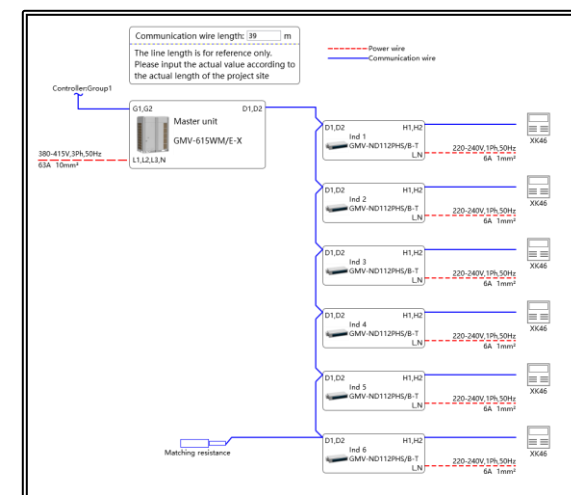 Communication wire length: 39 m
The line length is for reference only.
Please input the actual value according to
the actual length of the project site
Power wire
Communication wire
Controller:Group1
G1,G2
D1,D2
Master unit
GMV-615WM/E-X
L1,L2,L3,N
380-415V,3Ph,50Hz
63A 10mm²
D1,D2
H1,H2
Ind 1
GMV-ND112PHS/B-T
L,N
220-240V,1Ph,50Hz
6A 1mm²
XK46
D1,D2
H1,H2
Ind 2
GMV-ND112PHS/B-T
L,N
220-240V,1Ph,50Hz
6A 1mm²
XK46
D1,D2
H1,H2
Ind 3
GMV-ND112PHS/B-T
L,N
220-240V,1Ph,50Hz
6A 1mm²
XK46
D1,D2
H1,H2
Ind 4
GMV-ND112PHS/B-T
L,N
220-240V,1Ph,50Hz
6A 1mm²
XK46
D1,D2
H1,H2
Ind 5
GMV-ND112PHS/B-T
L,N
220-240V,1Ph,50Hz
6A 1mm²
XK46
Matching resistance
D1,D2
H1,H2
Ind 6
GMV-ND112PHS/B-T
L,N
220-240V,1Ph,50Hz
6A 1mm²
XK46